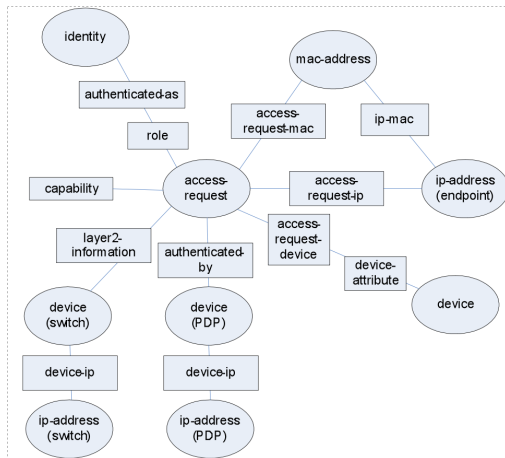 identity
mac-address
authenticated-as
access-
request-mac
ip-mac
role
capability
access-
request
access-
request-ip
ip-address
(endpoint)
layer2-
information
authenticated-
by
access-
request-
device
device-
attribute
device
(switch)
device
(PDP)
device
device-ip
device-ip
ip-address
(switch)
ip-address
(PDP)